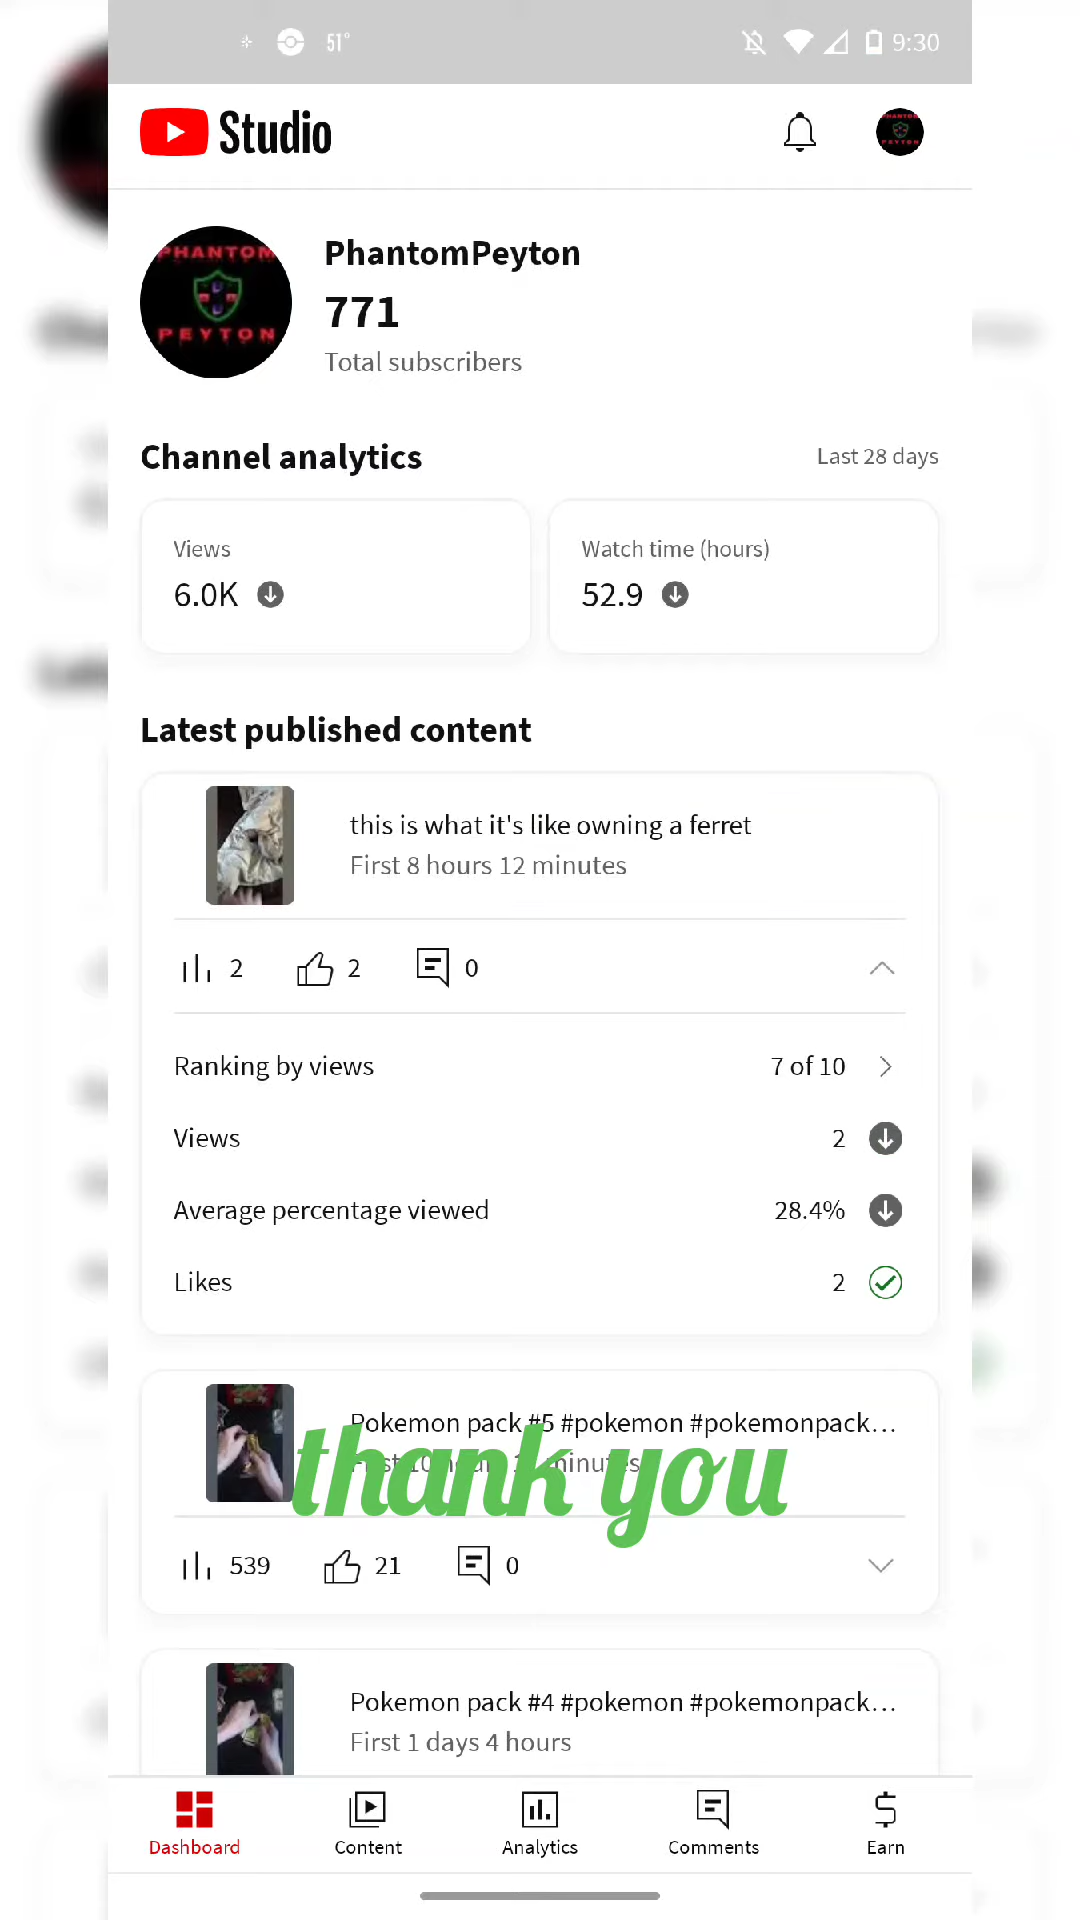 51°
9:30
Studio
PHANTOM
PEYTON
PhantomPeyton
771
Total subscribers
Channel analytics
Last 28 days
Views
Watch time (hours)
6.0K
52.9
Latest published content
this is what it's like owning a ferret
First 8 hours 12 minutes
2
2
0
Ranking by views
7 of 10
Views
2
Average percentage viewed
28.4%
Likes
2
Pokemon pack #5 #pokemon #pokemonpack...
First 10 minutes
thank you
539
21
0
Pokemon pack #4 #pokemon #pokemonpack...
First 1 days 4 hours
Dashboard
Content
Analytics
Comments
Earn